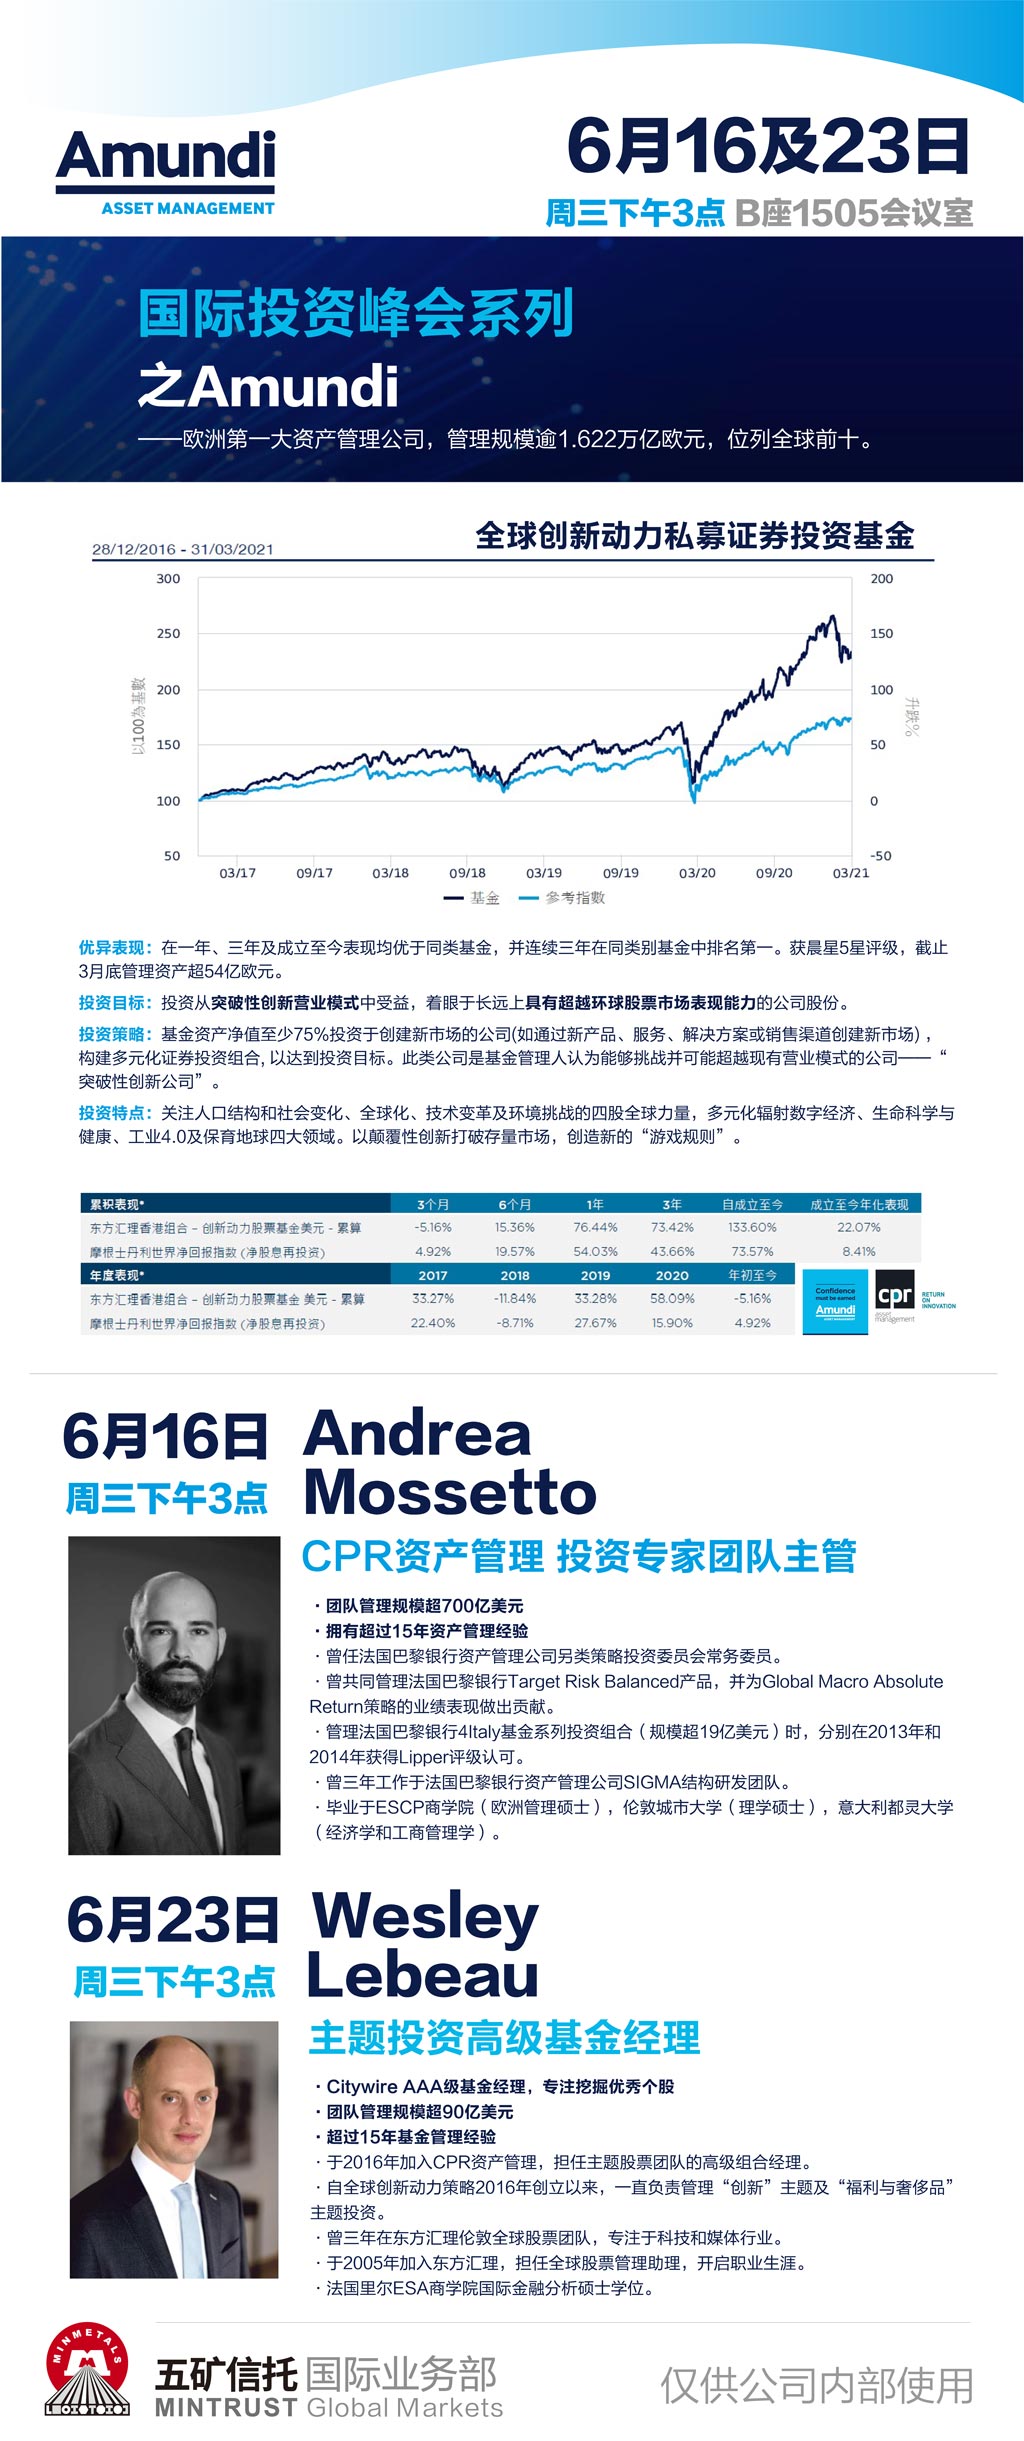 Amundi
ASSET MANAGEMENT
6月16及23日
周三下午3点 B座1505会议室
国际投资峰会系列
之Amundi
——欧洲第一大资产管理公司，管理规模逾1.622万亿欧元，位列全球前十。
28/12/2016 - 31/03/2021
全球创新动力私募证券投资基金
300 200
250 150
200 100
150 50
100 0
50 -50
以100為基數
升跌%
03/17 09/17 03/18 09/18 03/19 09/19 03/20 09/20 03/21
基金 參考指數
优异表现：在一年、三年及成立至今表现均优于同类基金，并连续三年在同类别基金中排名第一。获晨星5星评级，截止
3月底管理资产超54亿欧元。
投资目标：投资从突破性创新营业模式中受益，着眼于长远上具有超越环球股票市场表现能力的公司股份。
投资策略：基金资产净值至少75%投资于创建新市场的公司(如通过新产品、服务、解决方案或销售渠道创建新市场)，
构建多元化证券投资组合, 以达到投资目标。此类公司是基金管理人认为能够挑战并可能超越现有营业模式的公司——“
突破性创新公司”。
投资特点：关注人口结构和社会变化、全球化、技术变革及环境挑战的四股全球力量，多元化辐射数字经济、生命科学与
健康、工业4.0及保育地球四大领域。以颠覆性创新打破存量市场，创造新的“游戏规则”。
累积表现* 3个月 6个月 1年 3年 自成立至今 成立至今年化表现
东方汇理香港组合 – 创新动力股票基金美元 - 累算 -5.16% 15.36% 76.44% 73.42% 133.60% 22.07%
摩根士丹利世界净回报指数 (净股息再投资) 4.92% 19.57% 54.03% 43.66% 73.57% 8.41%
年度表现* 2017 2018 2019 2020 年初至今
东方汇理香港组合 – 创新动力股票基金 美元 - 累算 33.27% -11.84% 33.28% 58.09% -5.16%
摩根士丹利世界净回报指数 (净股息再投资) 22.40% -8.71% 27.67% 15.90% 4.92%
Confidence
must be earned
Amundi
ASSET MANAGEMENT
cpr
asset
management
RETURN
ON
INNOVATION
6月16日
周三下午3点
Andrea
Mossetto
CPR资产管理 投资专家团队主管
·团队管理规模超700亿美元
·拥有超过15年资产管理经验
·曾任法国巴黎银行资产管理公司另类策略投资委员会常务委员。
·曾共同管理法国巴黎银行Target Risk Balanced产品，并为Global Macro Absolute
Return策略的业绩表现做出贡献。
·管理法国巴黎银行4Italy基金系列投资组合（规模超19亿美元）时，分别在2013年和
2014年获得Lipper评级认可。
·曾三年工作于法国巴黎银行资产管理公司SIGMA结构研发团队。
·毕业于ESCP商学院（欧洲管理硕士），伦敦城市大学（理学硕士），意大利都灵大学
（经济学和工商管理学）。
6月23日
周三下午3点
Wesley
Lebeau
主题投资高级基金经理
·Citywire AAA级基金经理，专注挖掘优秀个股
·团队管理规模超90亿美元
·超过15年基金管理经验
·于2016年加入CPR资产管理，担任主题股票团队的高级组合经理。
·自全球创新动力策略2016年创立以来，一直负责管理“创新”主题及“福利与奢侈品”
主题投资。
·曾三年在东方汇理伦敦全球股票团队，专注于科技和媒体行业。
·于2005年加入东方汇理，担任全球股票管理助理，开启职业生涯。
·法国里尔ESA商学院国际金融分析硕士学位。
MINMETALS
五矿信托 国际业务部
MINTRUST Global Markets
仅供公司内部使用